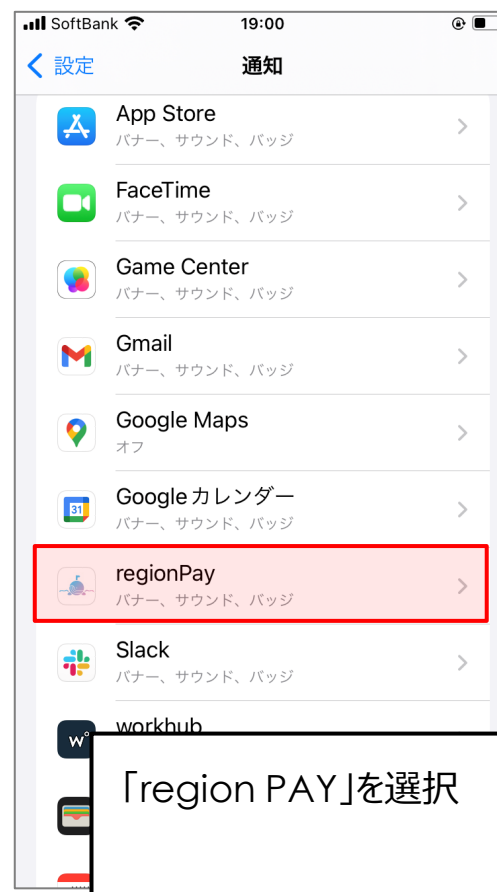 SoftBank 19:00
設定 通知
App Store
バナー、サウンド、バッジ
FaceTime
バナー、サウンド、バッジ
Game Center
バナー、サウンド、バッジ
Gmail
バナー、サウンド、バッジ
Google Maps
オフ
31
Googleカレンダー
バナー、サウンド、バッジ
regionPay
バナー、サウンド、バッジ
Slack
バナー、サウンド、バッジ
w°
workhub
「region PAY」を選択